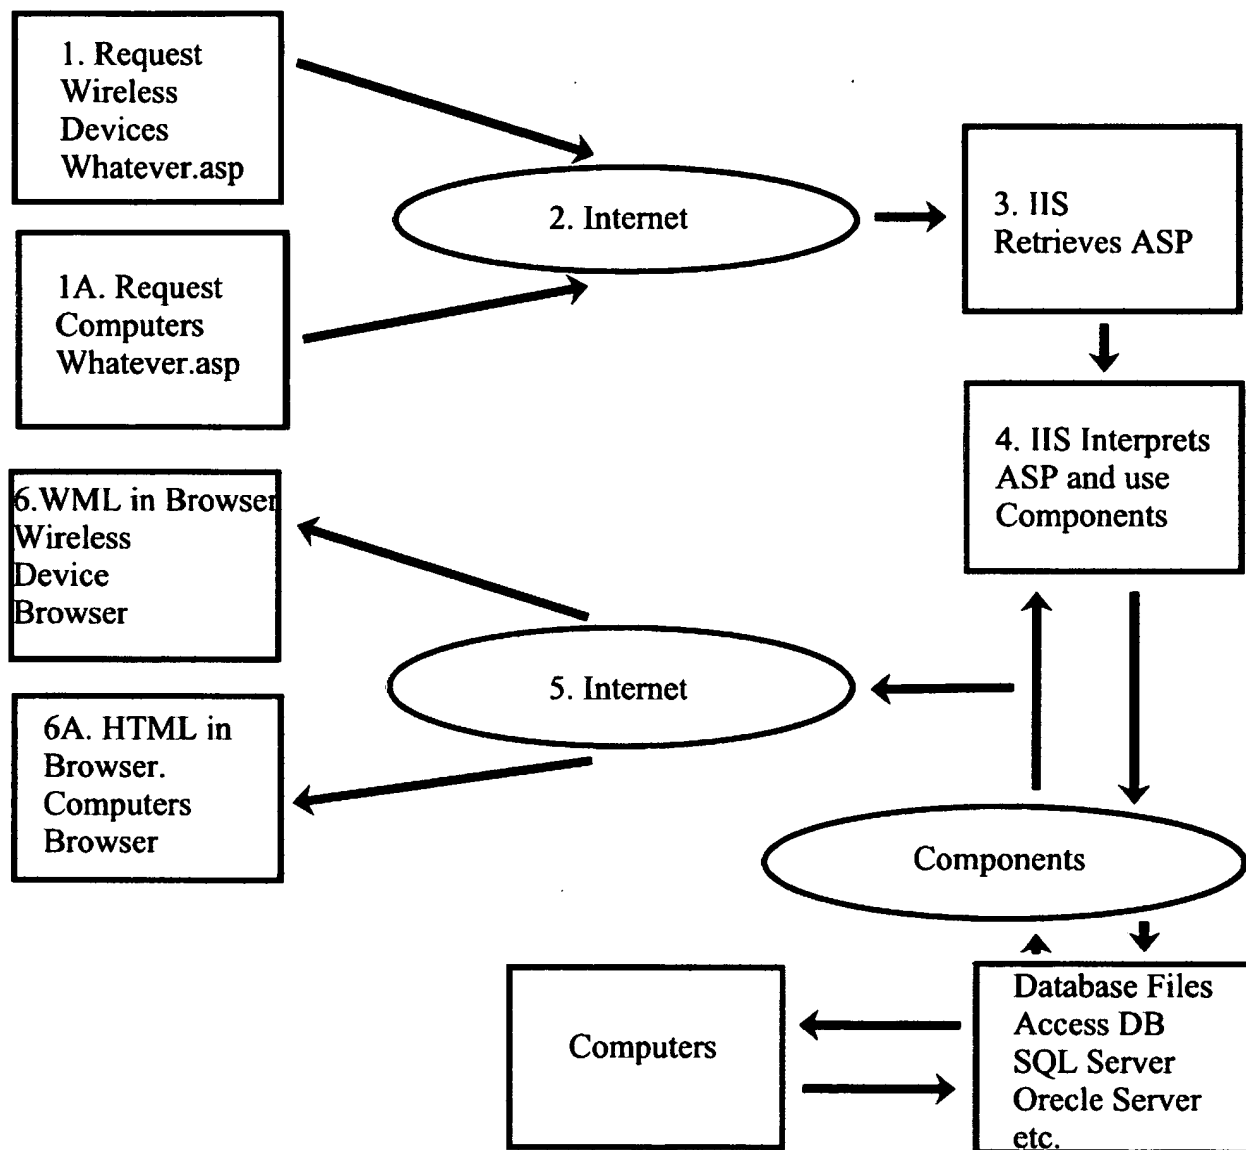 1. Request
Wireless
Devices
Whatever.asp
1A. Request
Computers
Whatever.asp
2. Internet
3. IIS
Retrieves ASP
4. IIS Interprets
ASP and use
Components
5. Internet
6.WML in Browser
Wireless
Device
Browser
6A. HTML in
Browser.
Computers
Browser
Components
Computers
Database Files
Access DB
SQL Server
Orecle Server
etc.